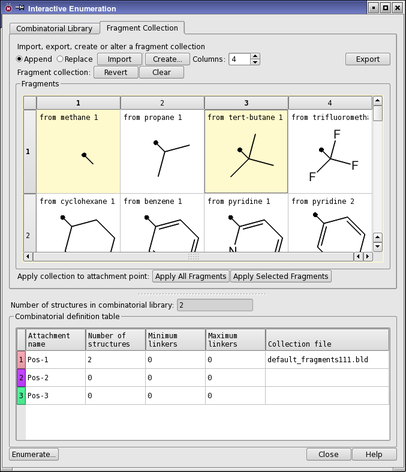 Interactive Enumeration
Combinatorial Library
Fragment Collection
Import, export, create or alter a fragment collection
Append Replace Import Create... Columns: 4 Export
Fragment collection: Revert Clear
Fragments
1 2 3 4
from methane 1 from propane 1 from tert-butane 1 from trifluorometh
1
F
F
F
from cyclohexane 1 from benzene 1 from pyridine 1 from pyridine 2
2
N
Apply collection to attachment point: Apply All Fragments Apply Selected Fragments
Number of structures in combinatorial library: 2
Combinatorial definition table
Attachment name Number of structures Minimum linkers Maximum linkers Collection file
1 Pos-1 2 0 0 default_fragments111.bld
2 Pos-2 0 0 0
3 Pos-3 0 0 0
Enumerate... Close Help